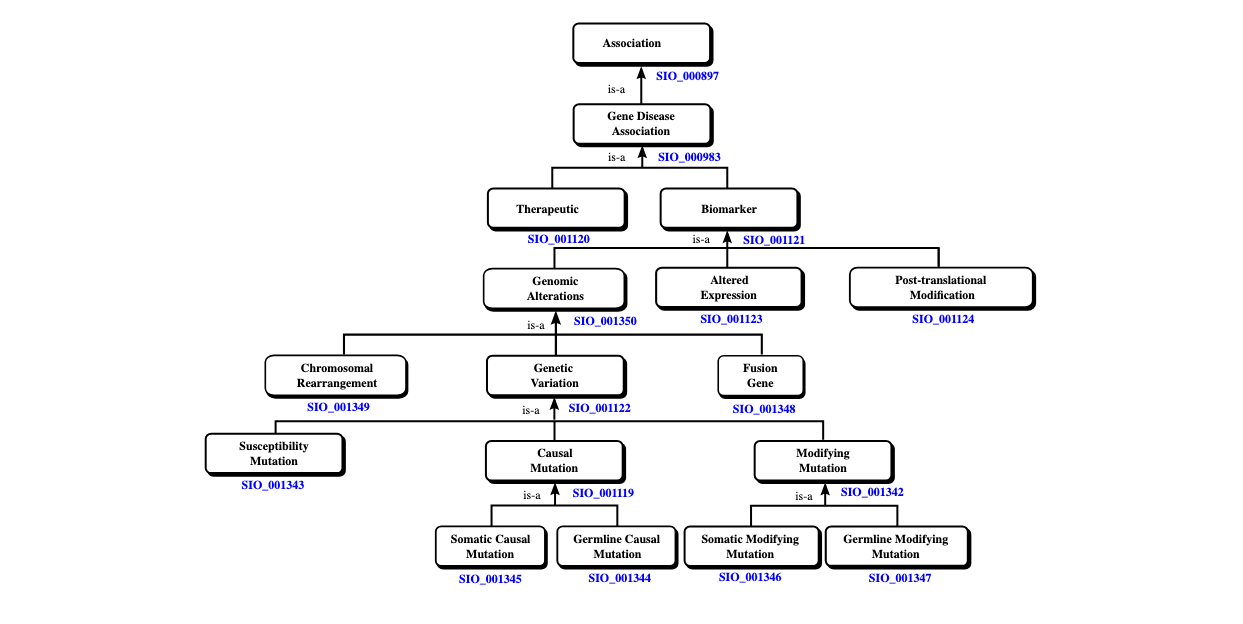 Association
SIO_000897
is-a
Gene Disease
Association
is-a
SIO_000983
Therapeutic
Biomarker
SIO_001120
is-a
SIO_001121
Genomic
Alterations
Altered
Expression
Post-translational
Modification
SIO_001350
SIO_001123
SIO_001124
is-a
Chromosomal
Rearrangement
Genetic
Variation
Fusion
Gene
SIO_001349
is-a
SIO_001122
SIO_001348
Susceptibility
Mutation
Causal
Mutation
Modifying
Mutation
SIO_001343
is-a
SIO_001119
is-a
SIO_001342
Somatic Causal
Mutation
Germline Causal
Mutation
Somatic Modifying
Mutation
Germline Modifying
Mutation
SIO_001345
SIO_001344
SIO_001346
SIO_001347